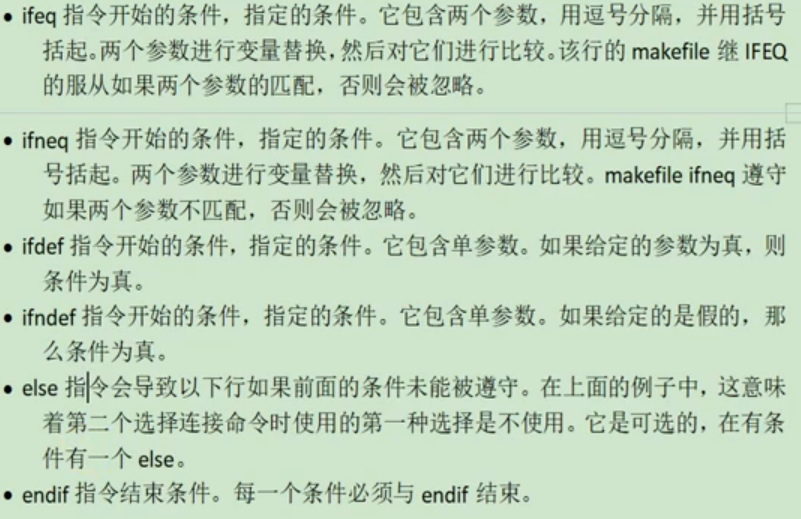 • ifeq 指令开始的条件，指定的条件。它包含两个参数，用逗号分隔，并用括号
括起。两个参数进行变量替换，然后对它们进行比较。该行的 makefile 继 IFEQ
的服从如果两个参数的匹配，否则会被忽略。
• ifneq 指令开始的条件，指定的条件。它包含两个参数，用逗号分隔，并用括
号括起。两个参数进行变量替换，然后对它们进行比较。makefile ifneq 遵守
如果两个参数不匹配，否则会被忽略。
• ifdef 指令开始的条件，指定的条件。它包含单参数。如果给定的参数为真，则
条件为真。
• ifndef 指令开始的条件，指定的条件。它包含单参数。如果给定的是假的，那
么条件为真。
• else 指令会导致以下行如果前面的条件未能被遵守。在上面的例子中，这意味
着第二个选择连接命令时使用的第一种选择是不使用。它是可选的，在有条
件有一个 else。
• endif 指令结束条件。每一个条件必须与 endif 结束。